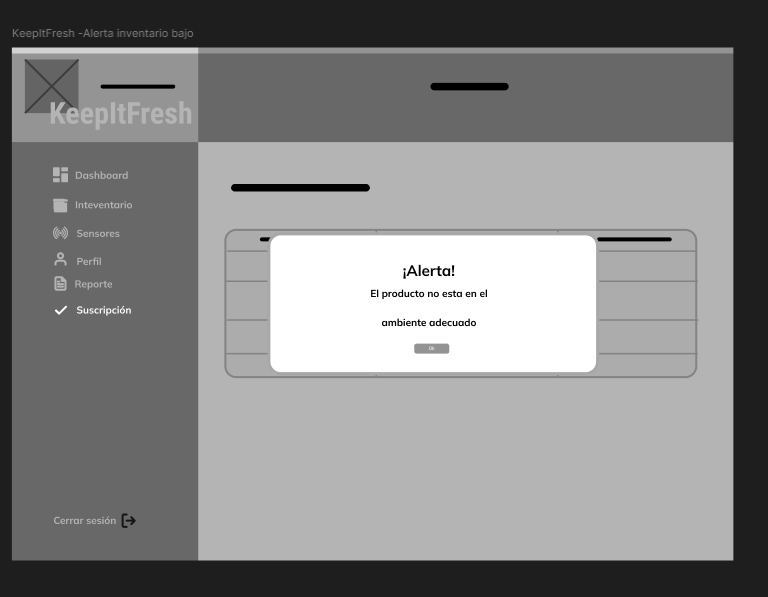 KeepItFresh -Alerta inventario bajo
KeepItFresh
Dashboard
Inteventario
Sensores
Perfil
Reporte
Suscripción
Cerrar sesión
¡Alerta!
El producto no esta en el
ambiente adecuado
Ok